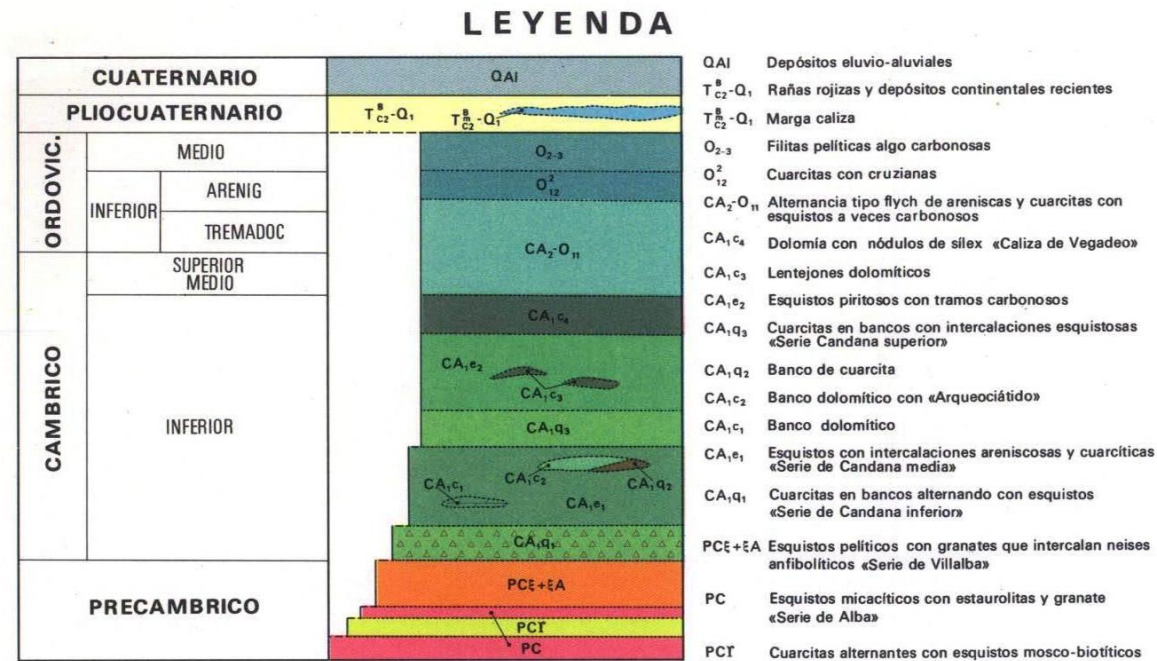 LEYENDA
CUATERNARIO
QAl
PLIOCUATERNARIO
T^B_C2-Q₁
T^B_m_C2-Q₁
ORDOVIC.
MEDIO
O₂₋₃
INFERIOR
ARENIG
O²₁₂
TREMADOC
CA₂-O₁₁
CAMBRICO
SUPERIOR
MEDIO
INFERIOR
CA₁c₄
CA₁e₂
CA₁c₃
CA₁q₃
CA₁c₂
CA₁q₂
CA₁c₁
CA₁e₁
CA₁q₁
PRECAMBRICO
PCξ+ξA
PCΓ
PC
QAl Depósitos eluvio-aluviales
T^B_C2-Q₁ Rañas rojizas y depósitos continentales recientes
T^B_m_C2-Q₁ Marga caliza
O₂₋₃ Filitas pelíticas algo carbonosas
O²₁₂ Cuarcitas con cruzianas
CA₂-O₁₁ Alternancia tipo flych de areniscas y cuarcitas con
esquistos a veces carbonosos
CA₁c₄ Dolomía con nódulos de sílex «Caliza de Vegadeo»
CA₁c₃ Lentejones dolomíticos
CA₁e₂ Esquistos piritosos con tramos carbonosos
CA₁q₃ Cuarcitas en bancos con intercalaciones esquistosas
«Serie Candana superior»
CA₁q₂ Banco de cuarcita
CA₁c₂ Banco dolomítico con «Arqueociátido»
CA₁c₁ Banco dolomítico
CA₁e₁ Esquistos con intercalaciones areniscosas y cuarcíticas
«Serie de Candana media»
CA₁q₁ Cuarcitas en bancos alternando con esquistos
«Serie de Candana inferior»
PCξ+ξA Esquistos pelíticos con granates que intercalan neises
anfibolíticos «Serie de Villalba»
PC Esquistos micacíticos con estaurolitas y granate
«Serie de Alba»
PCΓ Cuarcitas alternantes con esquistos mosco-biotíticos